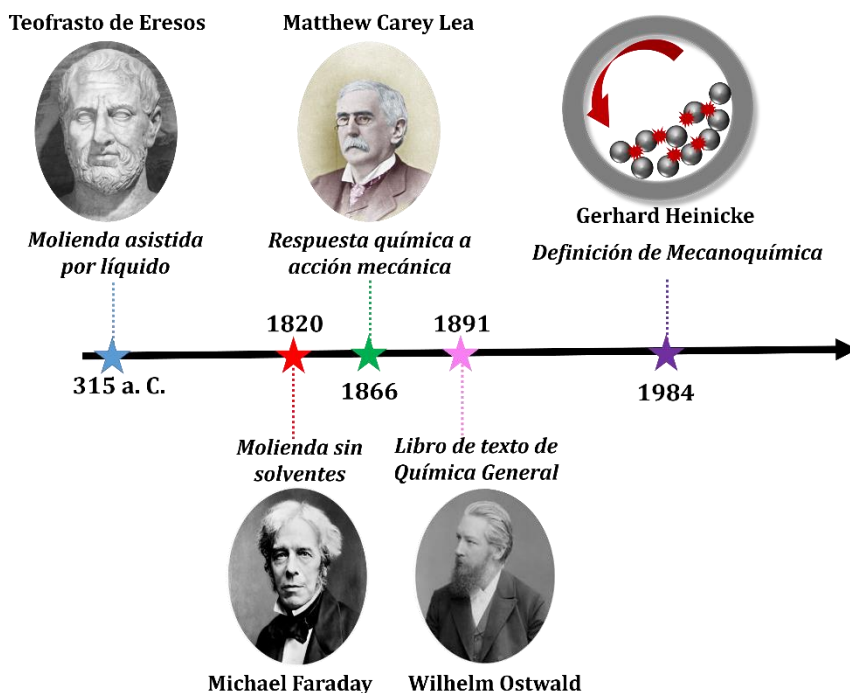 Teofrasto de Eresos
Matthew Carey Lea
Gerhard Heinicke
Molienda asistida
por líquido
Respuesta química a
acción mecánica
Definición de Mecanoquímica
1820
1891
315 a. C.
1866
1984
Molienda sin
solventes
Libro de texto de
Química General
Michael Faraday
Wilhelm Ostwald